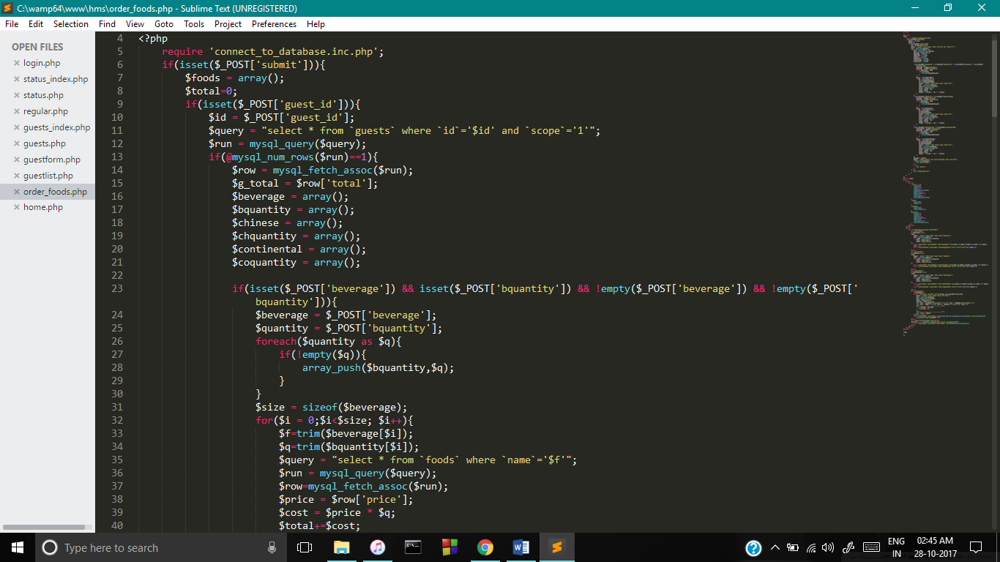 C:\wamp64\www\hms\order_foods.php - Sublime Text (UNREGISTERED)
File Edit Selection Find View Goto Tools Project Preferences Help
OPEN FILES
login.php
status_index.php
status.php
regular.php
guests_index.php
guests.php
guestform.php
guestlist.php
order_foods.php
home.php
4 <?php
5 require 'connect_to_database.inc.php';
6 if(isset($_POST['submit'])){
7 $foods = array();
8 $total=0;
9 if(isset($_POST['guest_id'])){
10 $id = $_POST['guest_id'];
11 $query = "select * from `guests` where `id`='$id' and `scope`='1'";
12 $run = mysql_query($query);
13 if(@mysql_num_rows($run)==1){
14 $row = mysql_fetch_assoc($run);
15 $g_total = $row['total'];
16 $beverage = array();
17 $bquantity = array();
18 $chinese = array();
19 $chquantity = array();
20 $continental = array();
21 $coquantity = array();
22
23 if(isset($_POST['beverage']) && isset($_POST['bquantity']) && !empty($_POST['beverage']) && !empty($_POST['
bquantity'])){
24 $beverage = $_POST['beverage'];
25 $quantity = $_POST['bquantity'];
26 foreach($quantity as $q){
27 if(!empty($q)){
28 array_push($bquantity,$q);
29 }
30 }
31 $size = sizeof($beverage);
32 for($i = 0;$i<$size; $i++){
33 $f=trim($beverage[$i]);
34 $q=trim($bquantity[$i]);
35 $query = "select * from `foods` where `name`='$f'";
36 $run = mysql_query($query);
37 $row=mysql_fetch_assoc($run);
38 $price = $row['price'];
39 $cost = $price * $q;
40 $total+=$cost;
Type here to search
ENG
IN
02:45 AM
28-10-2017